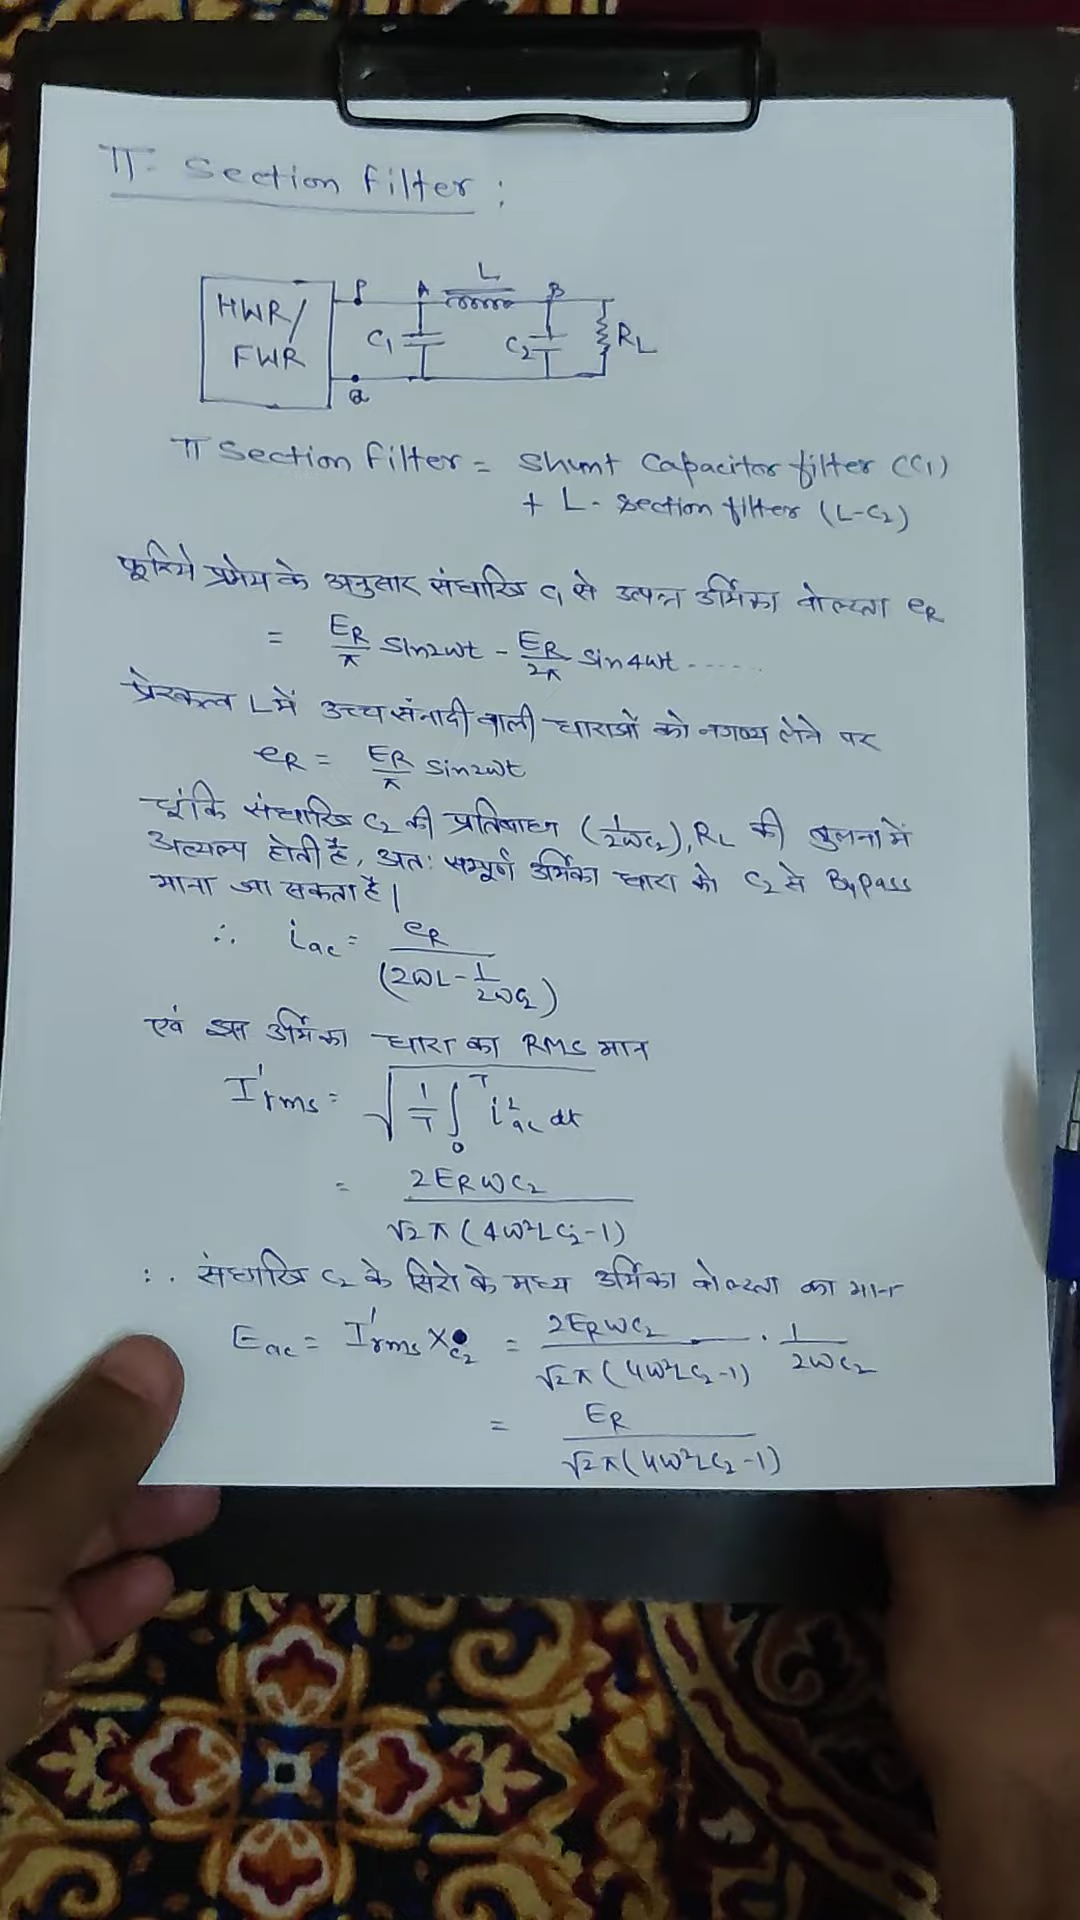 π- Section filter :
HWR/
FWR
P
A
L
B
C₁
C₂
RL
Q
π Section filter = Shunt Capacitor filter (C₁)
+ L- Section filter (L-C₂)
फूरिये प्रमेय के अनुसार संधारित्र C₁ से उत्पन्न उर्मिका वोल्टता eR
= ER/π Sin2ωt - ER/2π Sin4ωt ......
प्रेरकत्व L में उच्च संनादी वाली धाराओं को नगण्य लेने पर
eR = ER/π Sin2ωt
चूंकि संधारित्र C₂ की प्रतिबाधा (1/2ωC₂), RL की तुलना में
अत्यल्प होती है, अतः सम्पूर्ण उर्मिका धारा को C₂ से Bypass
माना जा सकता है।
∴ iac = eR/(2ωL - 1/2ωC₂)
एवं इस उर्मिका धारा का RMS मान
I'rms = √(1/T ∫₀ᵀ i²ac dt)
= 2ERωC₂/√2π(4ω²LC₂-1)
∴ संधारित्र C₂ के सिरो के मध्य उर्मिका वोल्टता का मान
Eac = I'rms XC₂ = 2ERωC₂/√2π(4ω²LC₂-1) · 1/2ωC₂
= ER/√2π(4ω²LC₂-1)